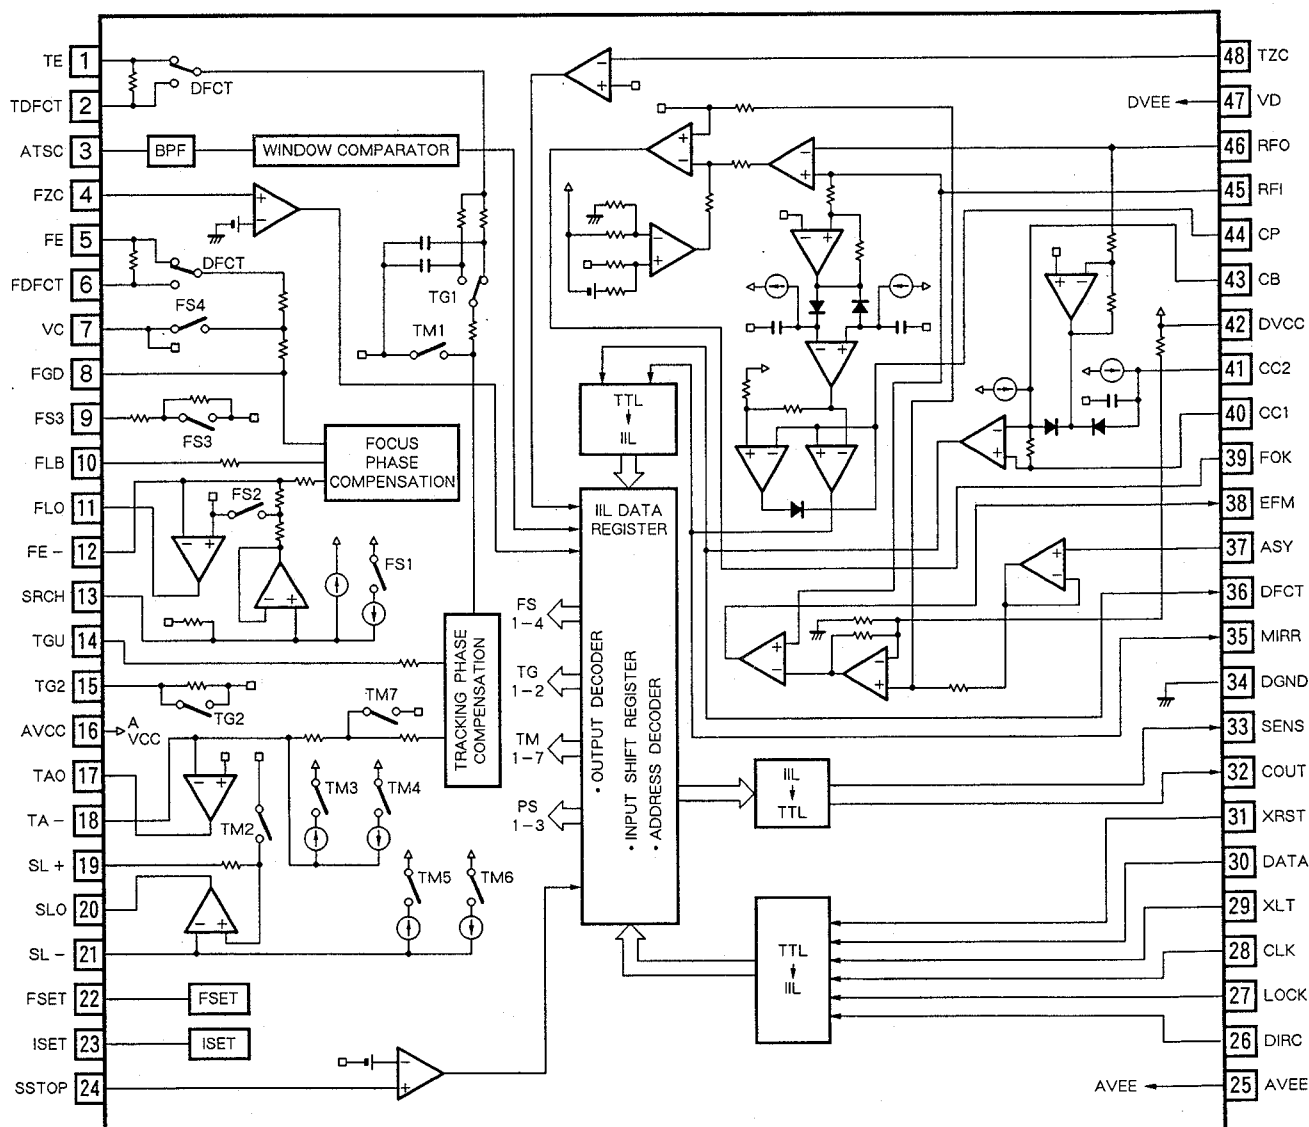 TE 1
TDFCT 2
ATSC 3
FZC 4
FE 5
FDFCT 6
VC 7
FGD 8
FS3 9
FLB 10
FLO 11
FE - 12
SRCH 13
TGU 14
TG2 15
AVCC 16
TAO 17
TA - 18
SL + 19
SLO 20
SL - 21
FSET 22
ISET 23
SSTOP 24
DFCT
BPF
WINDOW COMPARATOR
DFCT
FS4
TG1
TM1
FS3
FOCUS
PHASE
COMPENSATION
FS2
FS1
TG2
A
VCC
TM7
TRACKING PHASE
COMPENSATION
TM3
TM4
TM2
TM5
TM6
FSET
ISET
TTL
IIL
IIL DATA
REGISTER
• OUTPUT DECODER
• INPUT SHIFT REGISTER
• ADDRESS DECODER
FS
1-4
TG
1-2
TM
1-7
PS
1-3
IIL
TTL
TTL
IIL
48 TZC
DVEE 47 VD
46 RFO
45 RFI
44 CP
43 CB
42 DVCC
41 CC2
40 CC1
39 FOK
38 EFM
37 ASY
36 DFCT
35 MIRR
34 DGND
33 SENS
32 COUT
31 XRST
30 DATA
29 XLT
28 CLK
27 LOCK
26 DIRC
AVEE 25 AVEE